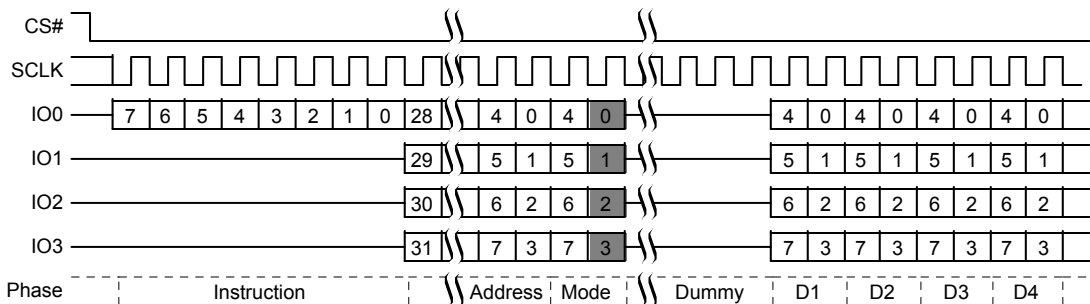 CS#
SCLK
IO0 7 6 5 4 3 2 1 0 28 4 0 4 0 4 0 4 0 4 0 4 0
IO1 29 5 1 5 1 5 1 5 1 5 1 5 1
IO2 30 6 2 6 2 6 2 6 2 6 2 6 2
IO3 31 7 3 7 3 7 3 7 3 7 3 7 3
Phase Instruction Address Mode Dummy D1 D2 D3 D4